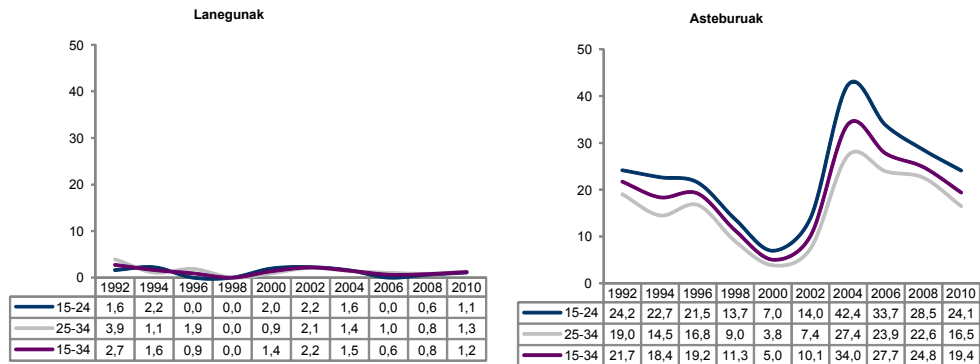 Lanegunak
50
40
30
20
10
0
1992 1994 1996 1998 2000 2002 2004 2006 2008 2010
15-24 1,6 2,2 0,0 0,0 2,0 2,2 1,6 0,0 0,6 1,1
25-34 3,9 1,1 1,9 0,0 0,9 2,1 1,4 1,0 0,8 1,3
15-34 2,7 1,6 0,9 0,0 1,4 2,2 1,5 0,6 0,8 1,2
Asteburuak
50
40
30
20
10
0
1992 1994 1996 1998 2000 2002 2004 2006 2008 2010
15-24 24,2 22,7 21,5 13,7 7,0 14,0 42,4 33,7 28,5 24,1
25-34 19,0 14,5 16,8 9,0 3,8 7,4 27,4 23,9 22,6 16,5
15-34 21,7 18,4 19,2 11,3 5,0 10,1 34,0 27,7 24,8 19,4